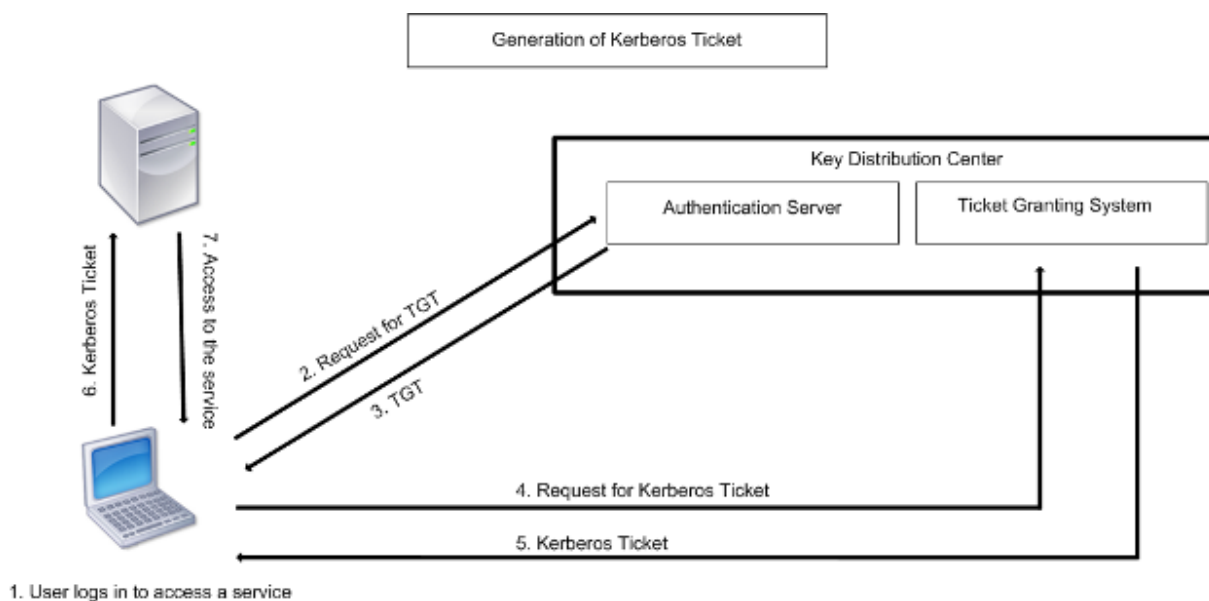 Generation of Kerberos Ticket
Key Distribution Center
Authentication Server
Ticket Granting System
6. Kerberos Ticket
7. Access to the service
2. Request for TGT
3. TGT
4. Request for Kerberos Ticket
5. Kerberos Ticket
1. User logs in to access a service